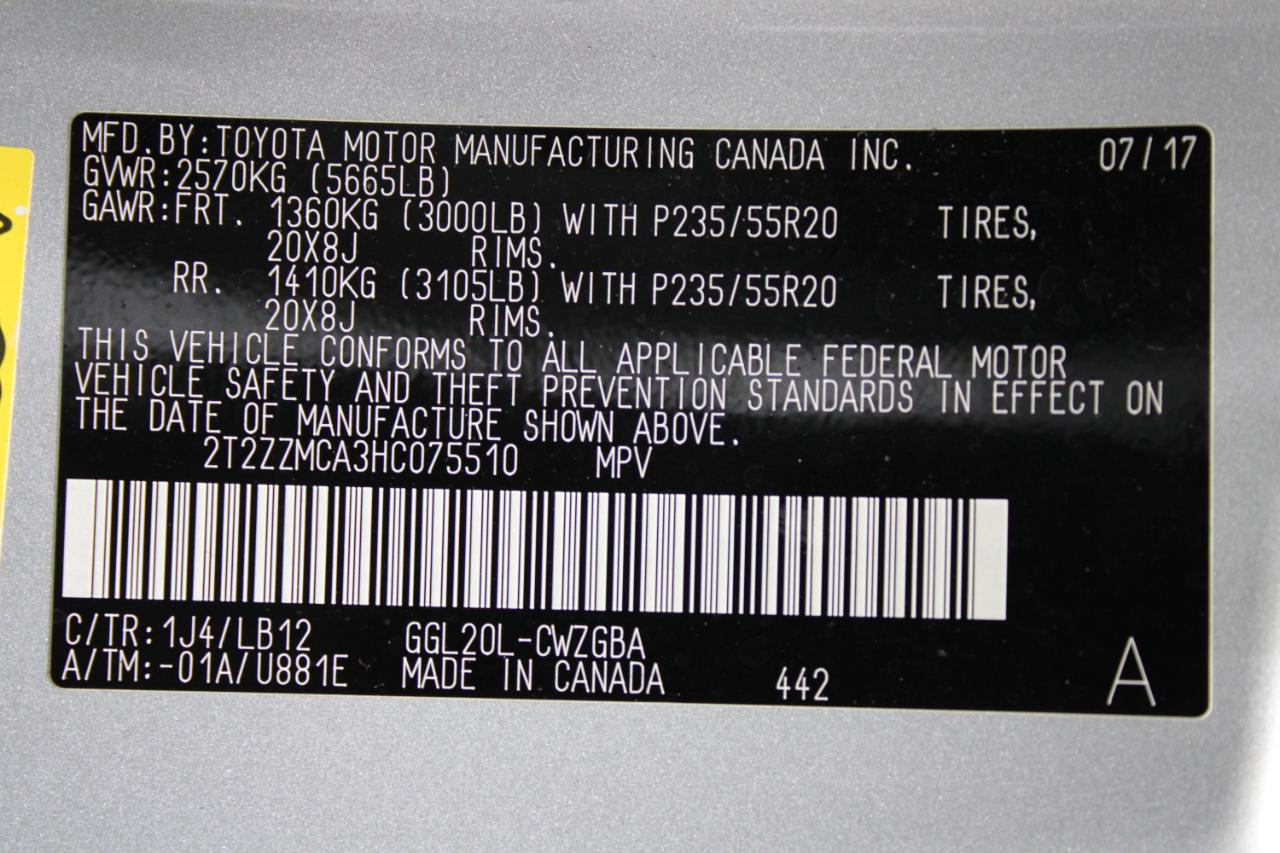 MFD.BY:TOYOTA MOTOR MANUFACTURING CANADA INC. 07/17
GVWR:2570KG (5665LB)
GAWR:FRT. 1360KG (3000LB) WITH P235/55R20 TIRES,
20X8J RIMS.
RR. 1410KG (3105LB) WITH P235/55R20 TIRES,
20X8J RIMS.
THIS VEHICLE CONFORMS TO ALL APPLICABLE FEDERAL MOTOR
VEHICLE SAFETY AND THEFT PREVENTION STANDARDS IN EFFECT ON
THE DATE OF MANUFACTURE SHOWN ABOVE.
2T2ZZMCA3HC075510 MPV
C/TR:1J4/LB12 GGL20L-CWZGBA
A/TM:-01A/U881E MADE IN CANADA 442 A